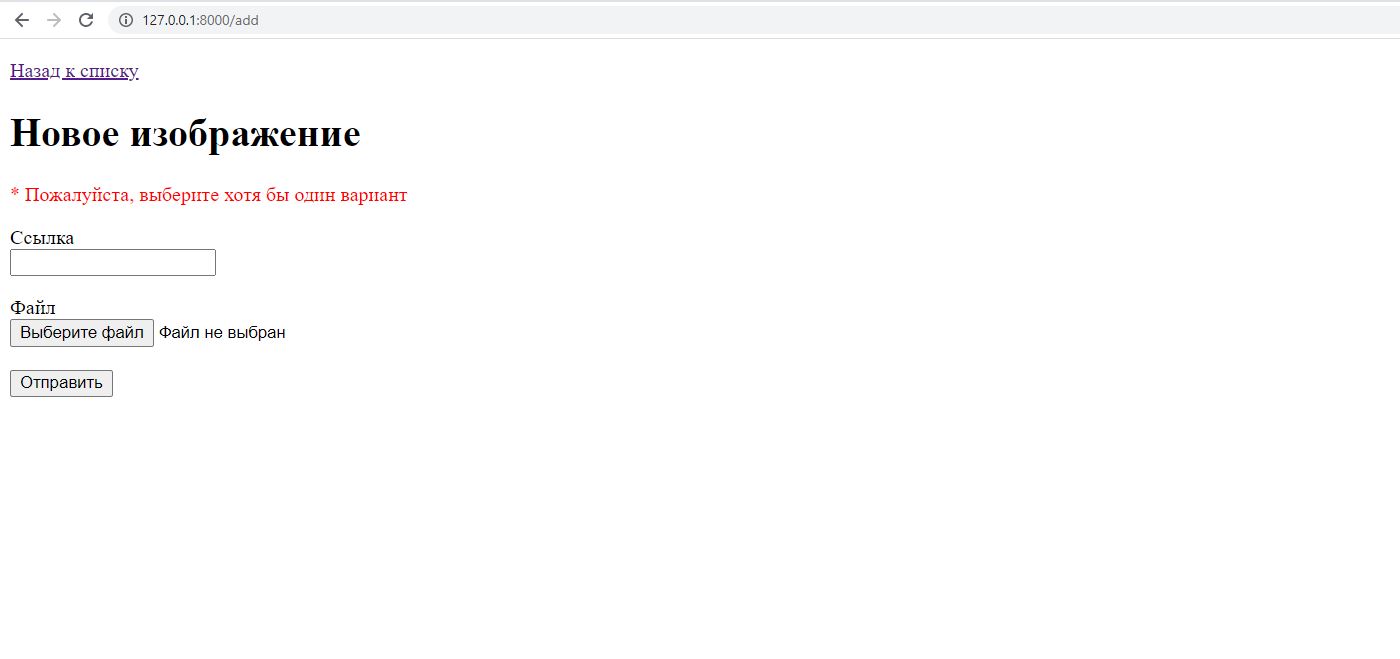 127.0.0.1:8000/add
Назад к списку
Новое изображение
* Пожалуйста, выберите хотя бы один вариант
Ссылка
Файл
Выберите файл Файл не выбран
Отправить